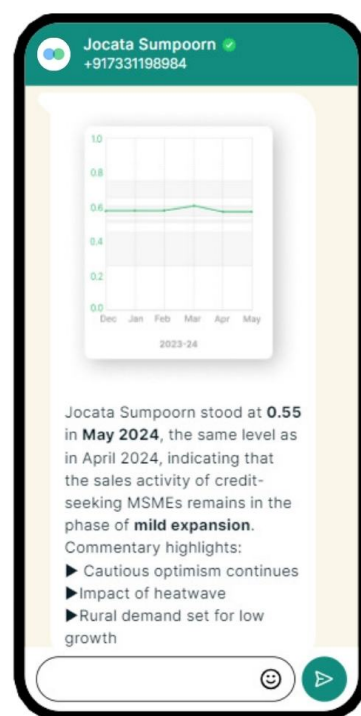 Jocata Sumpoorn
+917331198984
1.0
0.8
0.6
0.4
0.2
0.0
Dec Jan Feb Mar Apr May
2023-24
Jocata Sumpoorn stood at 0.55
in May 2024, the same level as
in April 2024, indicating that
the sales activity of credit-
seeking MSMEs remains in the
phase of mild expansion.
Commentary highlights:
▶ Cautious optimism continues
▶Impact of heatwave
▶Rural demand set for low
growth